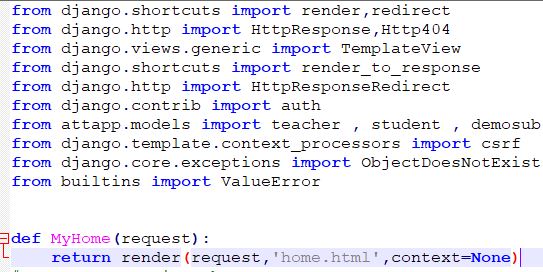 from django.shortcuts import render,redirect
from django.http import HttpResponse,Http404
from django.views.generic import TemplateView
from django.shortcuts import render_to_response
from django.http import HttpResponseRedirect
from django.contrib import auth
from attapp.models import teacher , student , demosub
from django.template.context_processors import csrf
from django.core.exceptions import ObjectDoesNotExist
from builtins import ValueError
def MyHome(request):
    return render(request,'home.html',context=None)